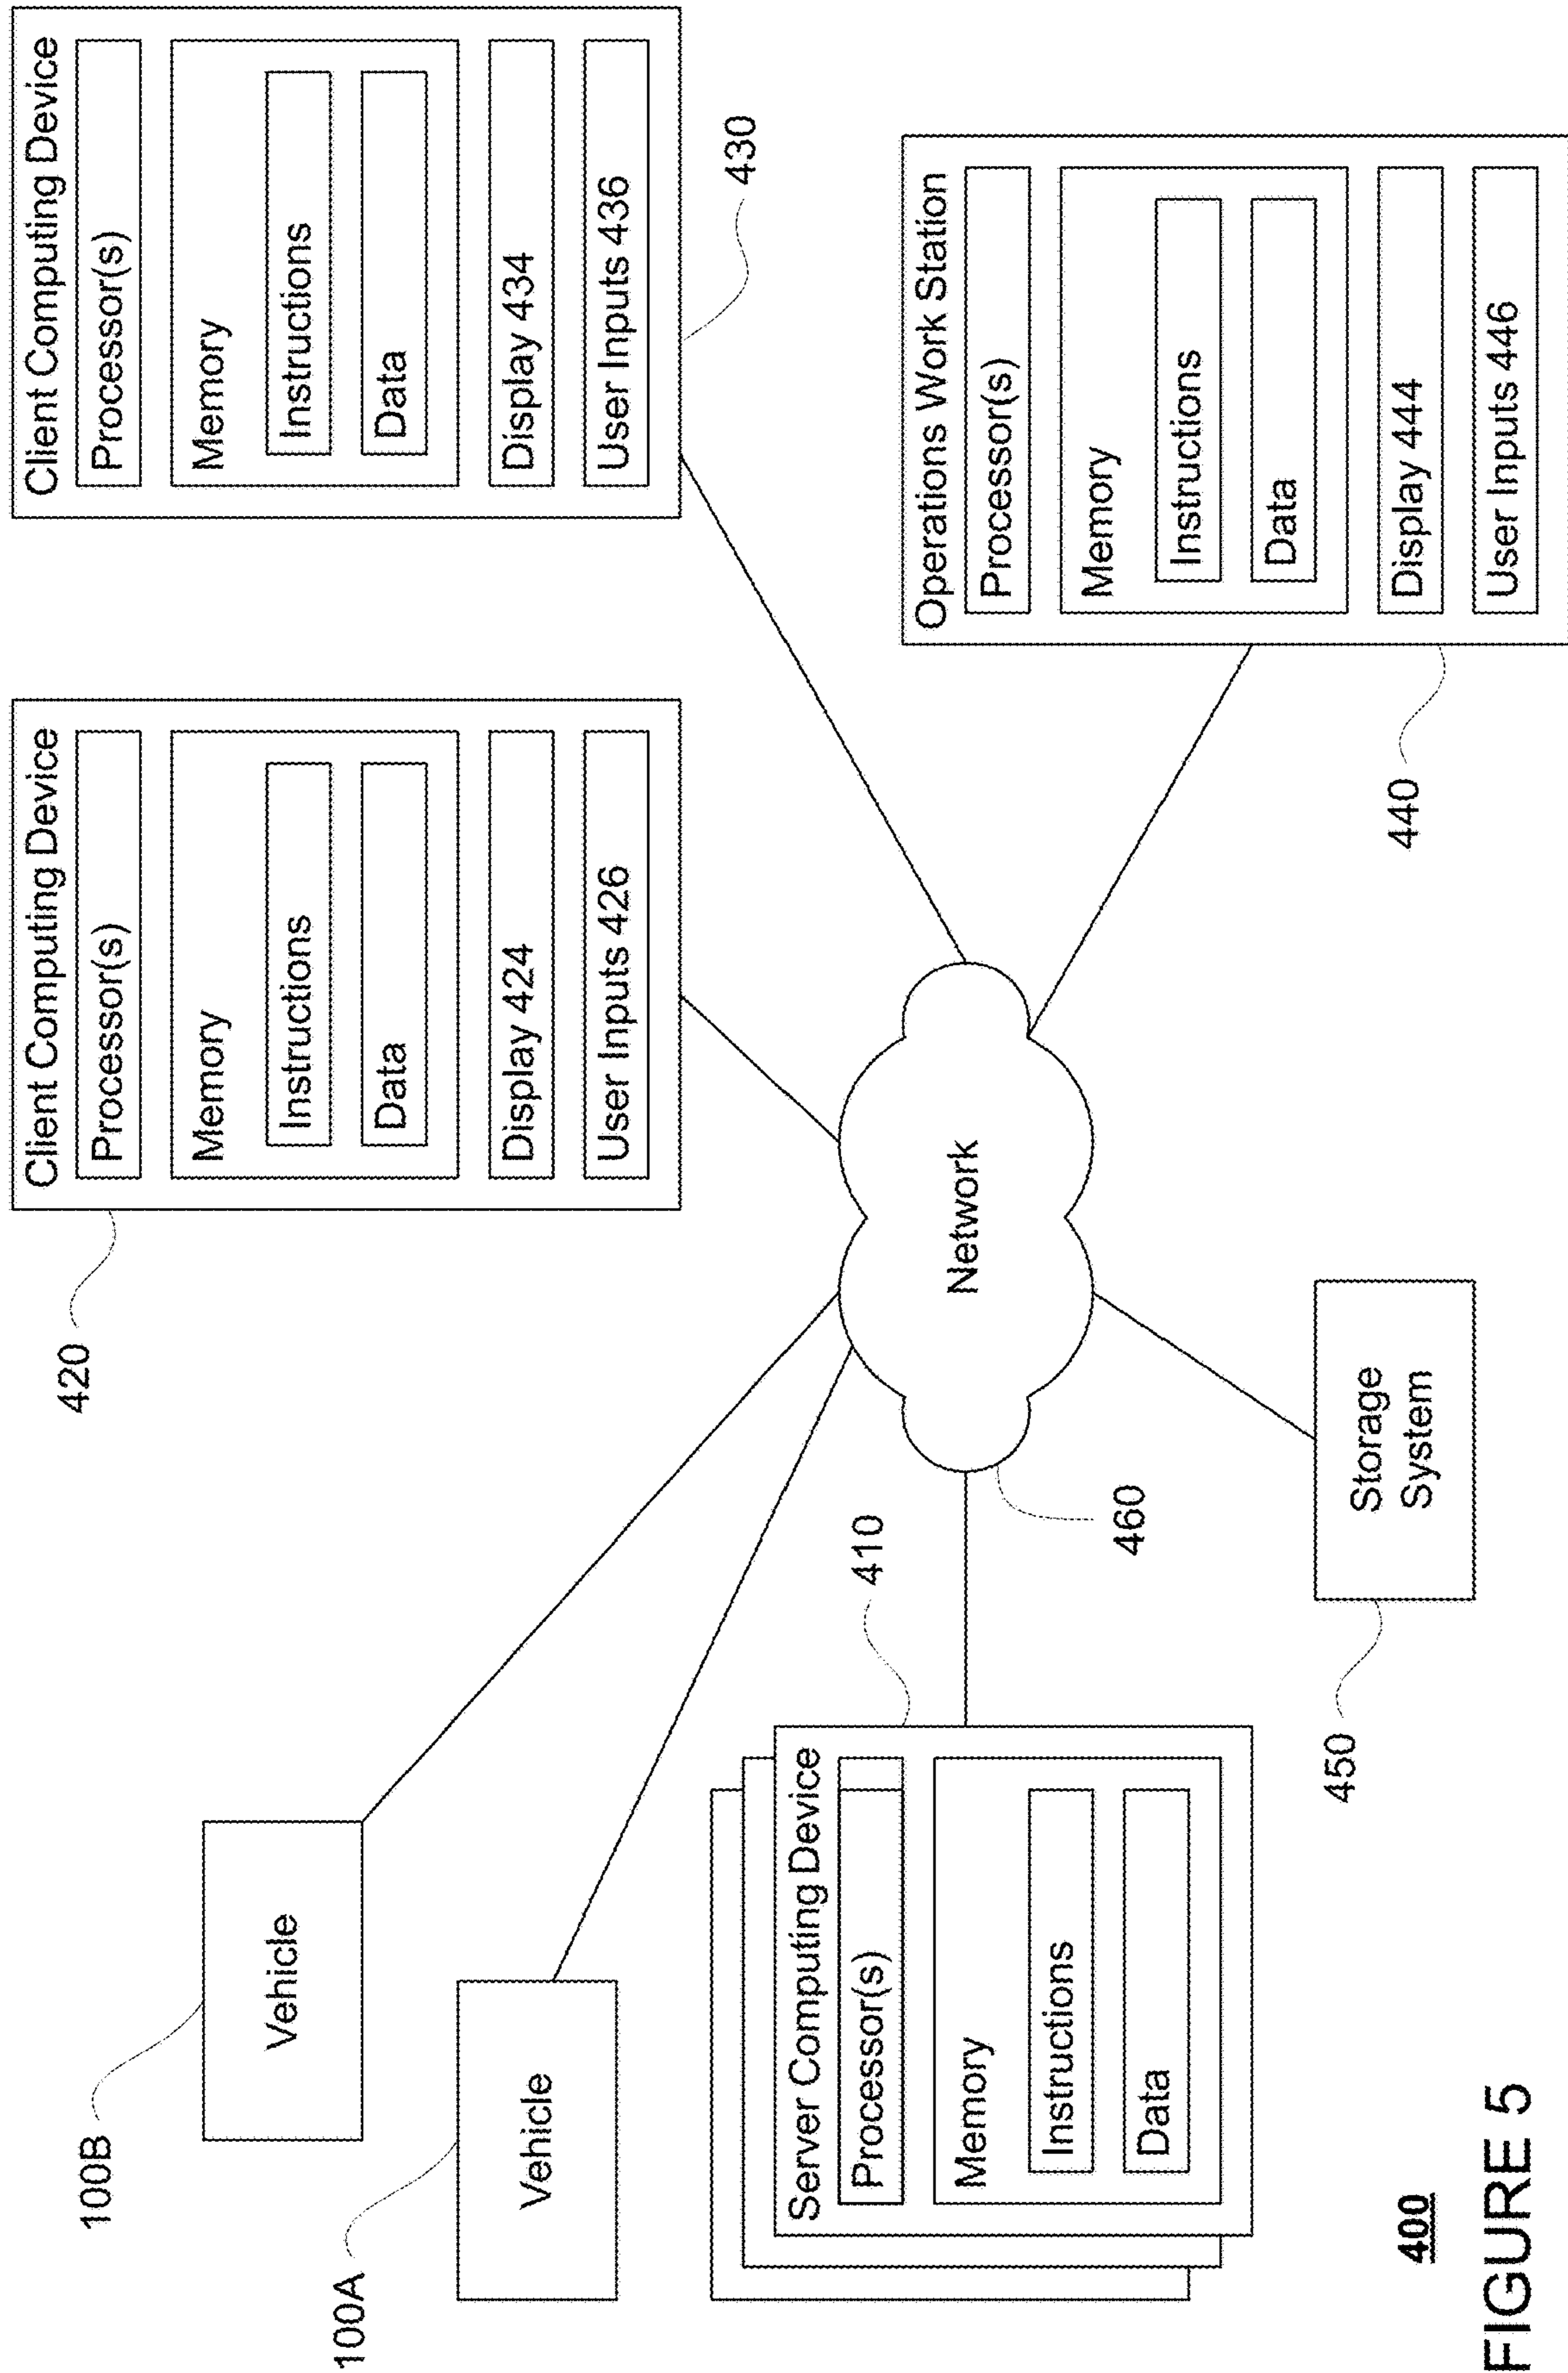 100B
Vehicle
100A
Vehicle
420
Client Computing Device
Processor(s)
Memory
Instructions
Data
Display 424
User Inputs 426
Client Computing Device
Processor(s)
Memory
Instructions
Data
Display 434
User Inputs 436
430
Server Computing Device
Processor(s)
Memory
Instructions
Data
410
Network
460
Storage
System
450
Operations Work Station
Processor(s)
Memory
Instructions
Data
Display 444
User Inputs 446
440
400
FIGURE 5